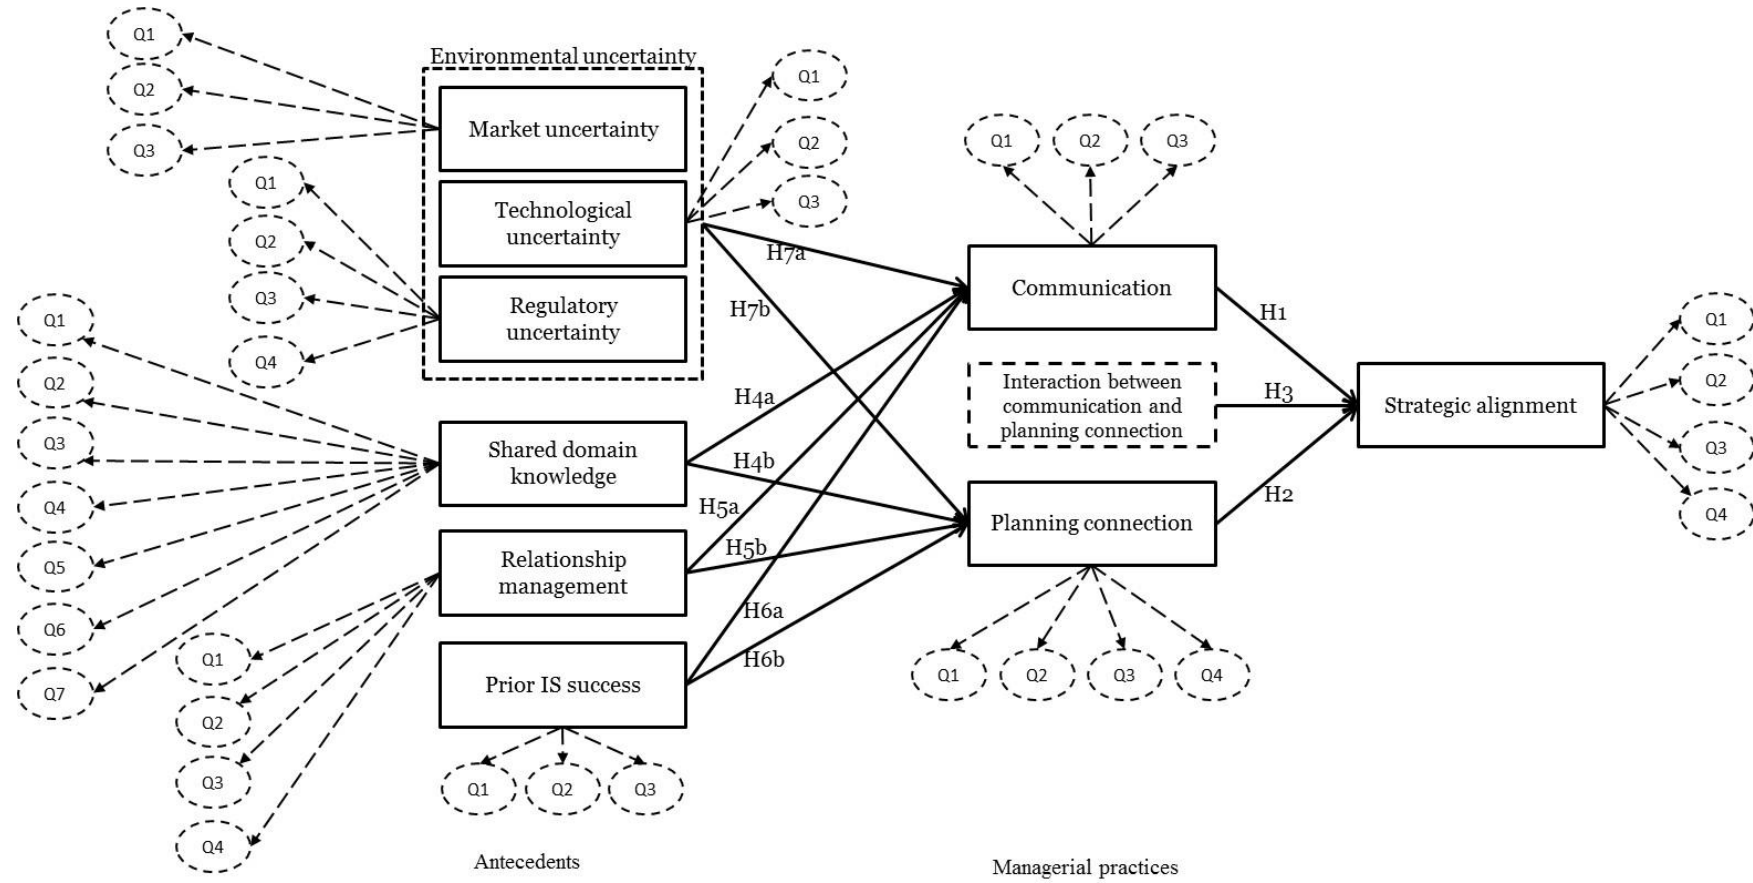 Q1
Q2
Q3
Environmental uncertainty
Market uncertainty
Technological
uncertainty
Regulatory
uncertainty
Q1
Q2
Q3
Q1
Q2
Q3
Q4
Q1
Q2
Q3
Q4
Q5
Q6
Q7
Shared domain
knowledge
Relationship
management
Q1
Q2
Q3
Q4
Prior IS success
Q1
Q2
Q3
Antecedents
H7a
H7b
H4a
H4b
H5a
H5b
H6a
H6b
Q1
Q2
Q3
Communication
Interaction between
communication and
planning connection
Planning connection
Q1
Q2
Q3
Q4
Managerial practices
H1
H3
H2
Strategic alignment
Q1
Q2
Q3
Q4